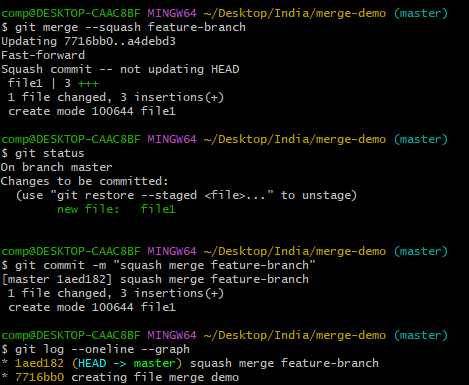 comp@DESKTOP-CAAC8BF MINGW64 ~/Desktop/India/merge-demo (master)
$ git merge --squash feature-branch
Updating 7716bb0..a4debd3
Fast-forward
Squash commit -- not updating HEAD
 file1 | 3 +++
 1 file changed, 3 insertions(+)
 create mode 100644 file1
comp@DESKTOP-CAAC8BF MINGW64 ~/Desktop/India/merge-demo (master)
$ git status
On branch master
Changes to be committed:
  (use "git restore --staged <file>..." to unstage)
        new file:   file1
comp@DESKTOP-CAAC8BF MINGW64 ~/Desktop/India/merge-demo (master)
$ git commit -m "squash merge feature-branch"
[master 1aed182] squash merge feature-branch
 1 file changed, 3 insertions(+)
 create mode 100644 file1
comp@DESKTOP-CAAC8BF MINGW64 ~/Desktop/India/merge-demo (master)
$ git log --oneline --graph
* 1aed182 (HEAD -> master) squash merge feature-branch
* 7716bb0 creating file merge demo